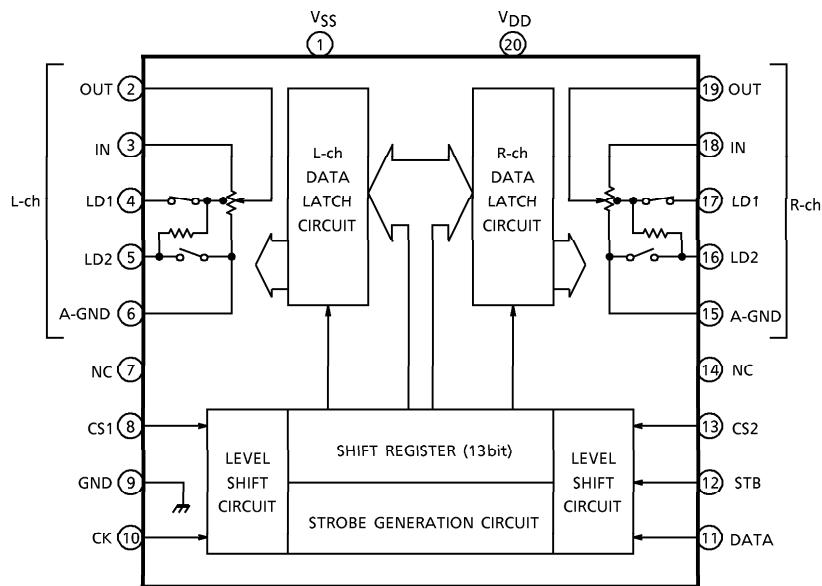 VSS
1
VDD
20
L-ch
OUT 2
IN 3
LD1 4
LD2 5
A-GND 6
NC 7
CS1 8
GND 9
CK 10
L-ch
DATA
LATCH
CIRCUIT
R-ch
DATA
LATCH
CIRCUIT
19 OUT
18 IN
17 LD1
16 LD2
15 A-GND
14 NC
13 CS2
12 STB
11 DATA
R-ch
LEVEL
SHIFT
CIRCUIT
SHIFT REGISTER (13bit)
STROBE GENERATION CIRCUIT
LEVEL
SHIFT
CIRCUIT